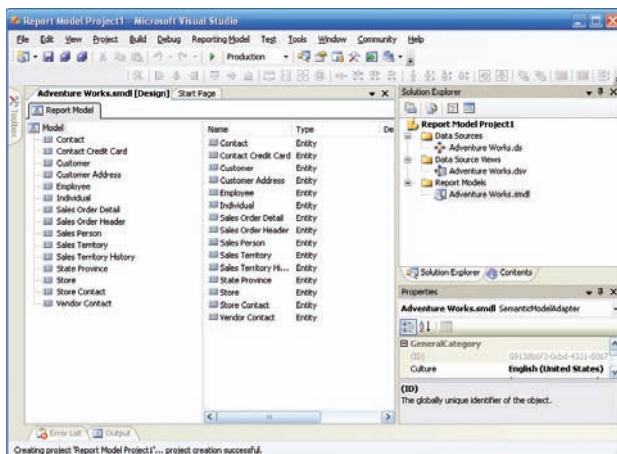 Report Model Project1 - Microsoft Visual Studio
File Edit View Project Build Debug Reporting Model Test Tools Window Community Help
Production
Adventure Works.smdl [Design] Start Page
Toolbox
Report Model
Model
Contact
Contact Credit Card
Customer
Customer Address
Employee
Individual
Sales Order Detail
Sales Order Header
Sales Person
Sales Territory
Sales Territory History
State Province
Store
Store Contact
Vendor Contact
Name Type De
Contact Entity
Contact Credit Card Entity
Customer Entity
Customer Address Entity
Employee Entity
Individual Entity
Sales Order Detail Entity
Sales Order Header Entity
Sales Person Entity
Sales Territory Entity
Sales Territory Hi... Entity
State Province Entity
Store Entity
Store Contact Entity
Vendor Contact Entity
Solution Explorer
Report Model Project1
Data Sources
Adventure Works.ds
Data Source Views
Adventure Works.dsv
Report Models
Adventure Works.smdl
Solution Explorer Contents
Properties
Adventure Works.smdl SemanticModelAdapter
GeneralCategory
(ID)
Culture English (United States)
(ID)
The globally unique identifier of the object.
Error List Output
Creating project 'Report Model Project1'... project creation successful.